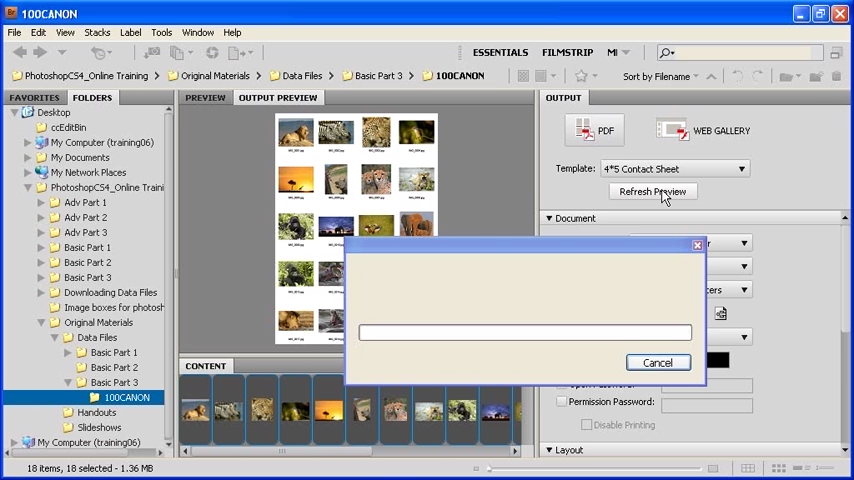 Br 100CANON
File Edit View Stacks Label Tools Window Help
ESSENTIALS FILMSTRIP MI
PhotoshopCS4_Online Training Original Materials Data Files Basic Part 3 100CANON Sort by Filename
FAVORITES FOLDERS
Desktop
ccEditBin
My Computer (training06)
My Documents
My Network Places
PhotoshopCS4_Online Traini
Adv Part 1
Adv Part 2
Adv Part 3
Basic Part 1
Basic Part 2
Basic Part 3
Downloading Data Files
Image boxes for photosh
Original Materials
Data Files
Basic Part 1
Basic Part 2
Basic Part 3
100CANON
Handouts
Slideshows
My Computer (training06)
PREVIEW OUTPUT PREVIEW
CONTENT
OUTPUT
PDF WEB GALLERY
Template: 4*5 Contact Sheet
Refresh Preview
Document
Cancel
Permission Password:
Disable Printing
Layout
18 items, 18 selected - 1.36 MB